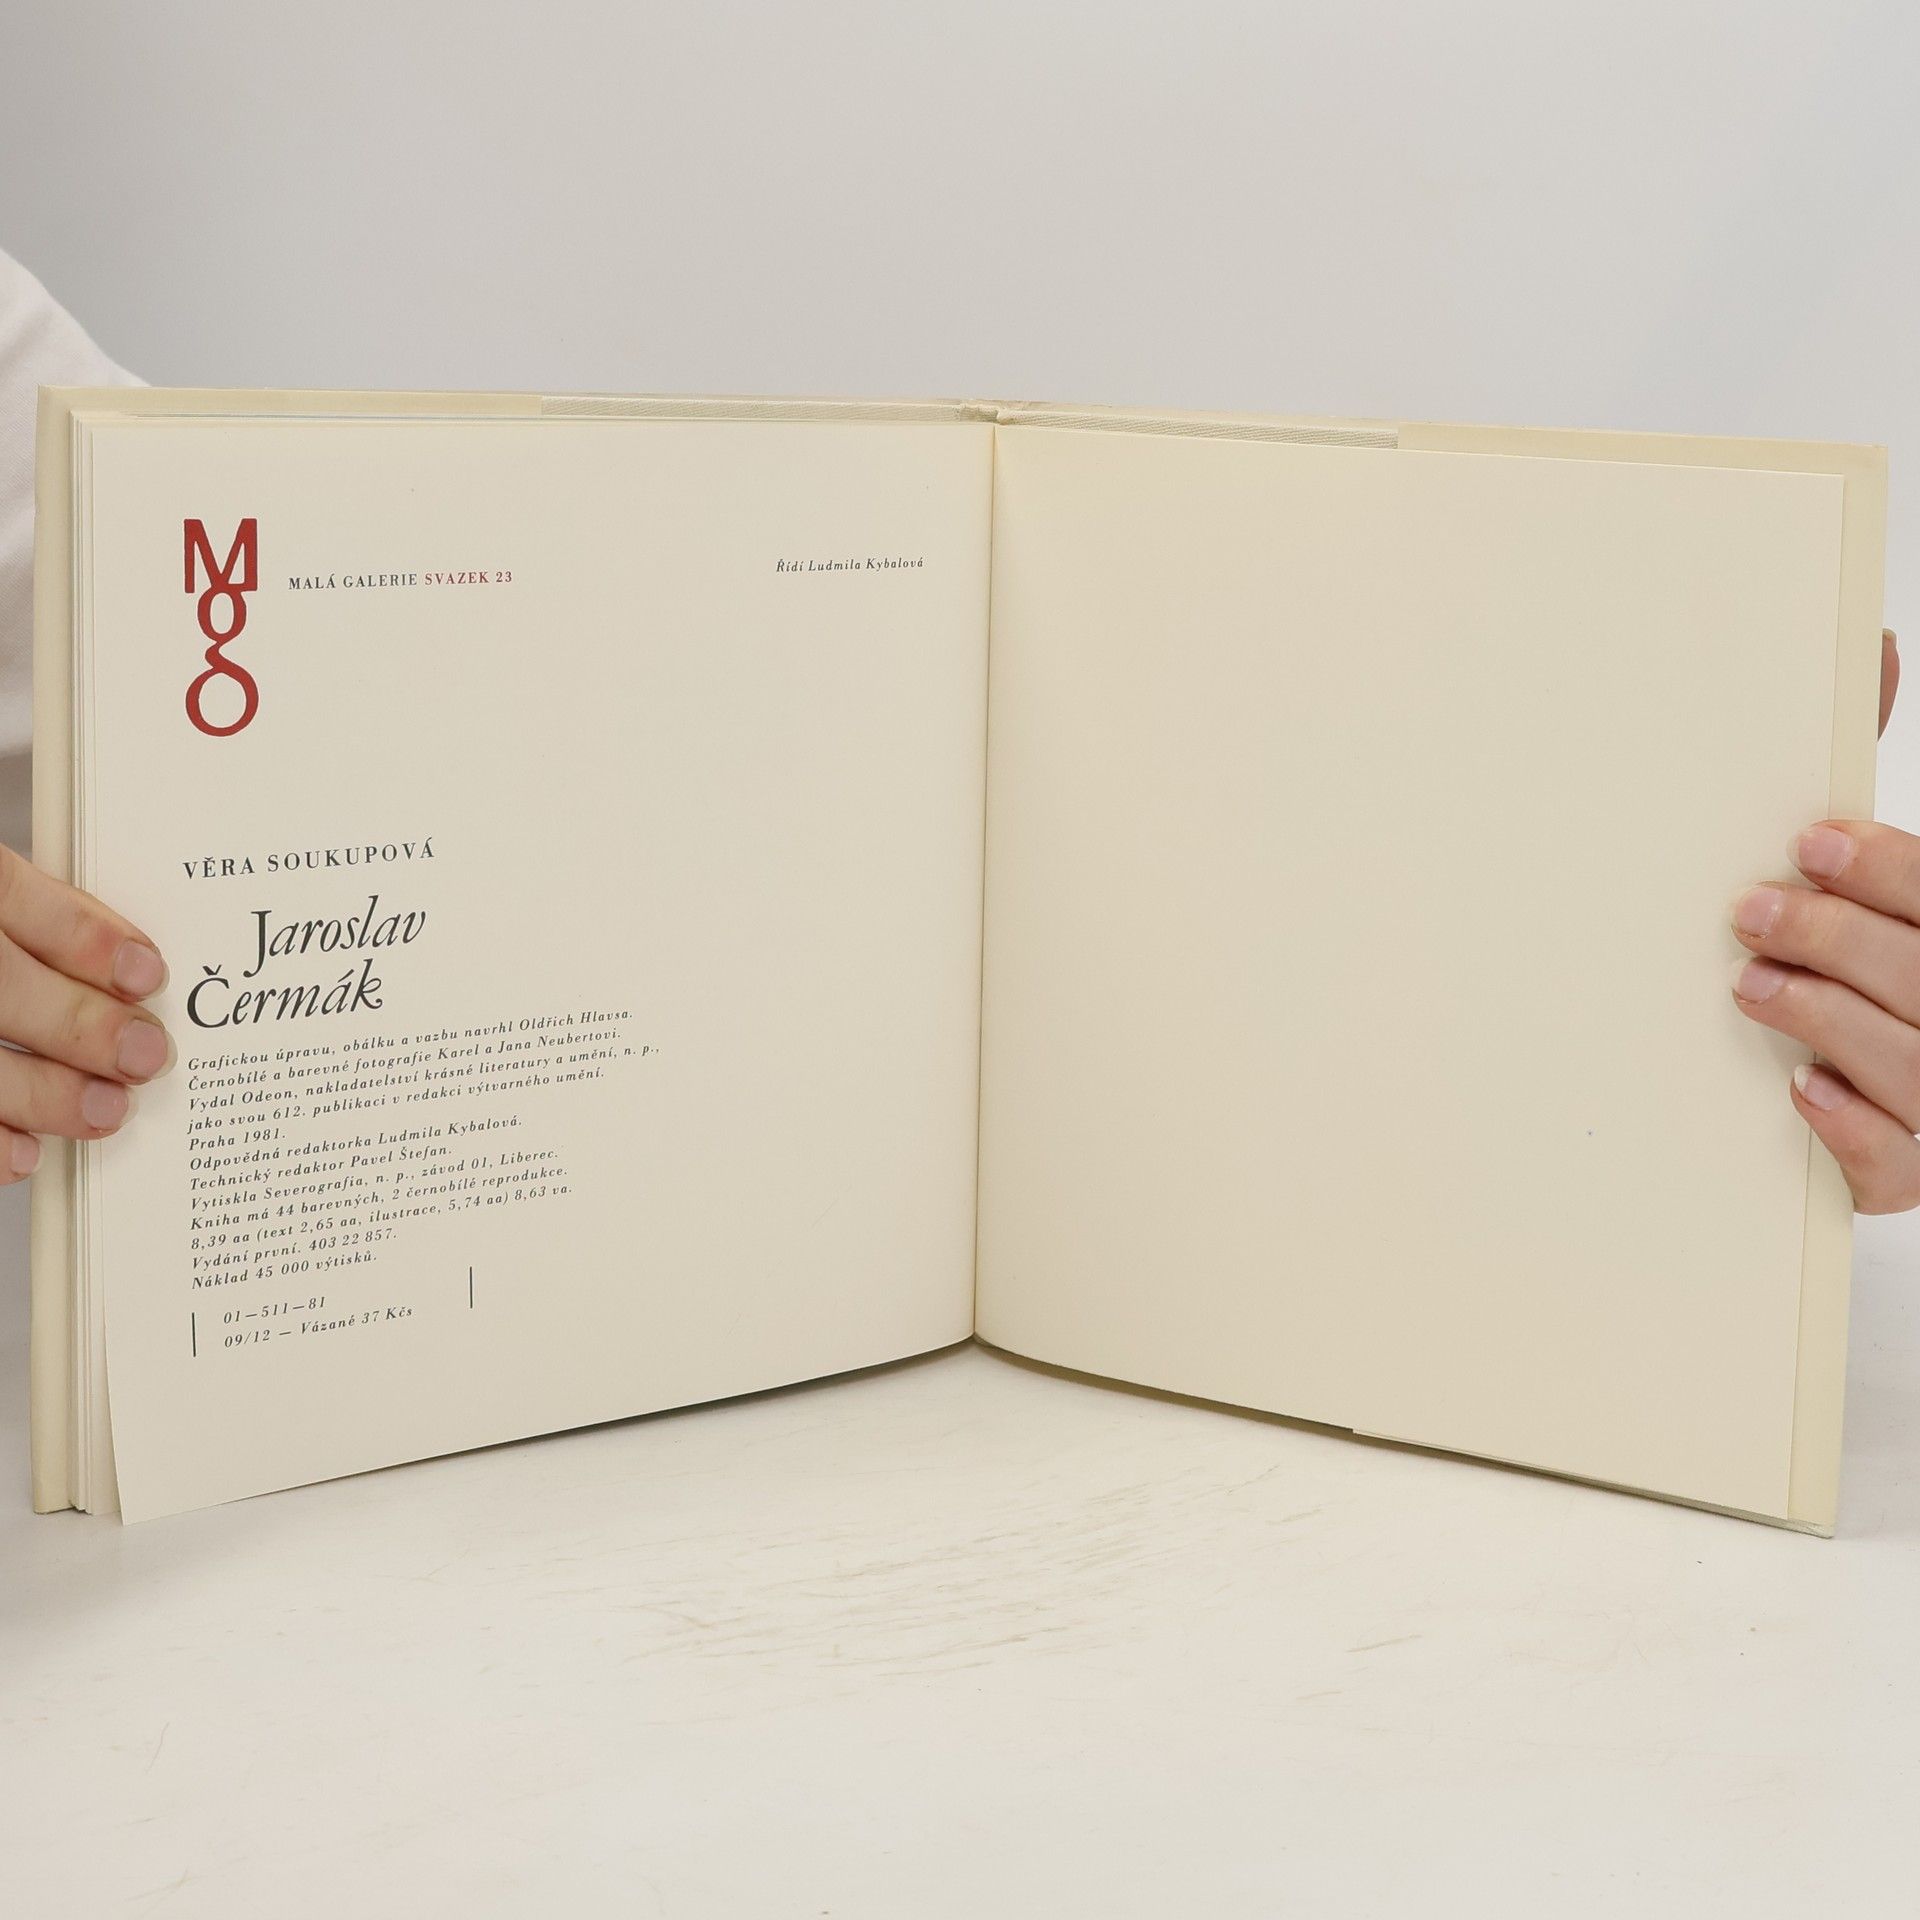 Mg
MALÁ GALERIE SVAZEK 23
Řídí Ludmila Kybalová
VĚRA SOUKUPOVÁ
Jaroslav
Čermák
Grafickou úpravu, obálku a vazbu navrhl Oldřich Hlavsa.
Černobílé a barevné fotografie Karel a Jana Neubertovi.
Vydal Odeon, nakladatelství krásné literatury a umění, n. p.,
jako svou 612. publikaci v redakci výtvarného umění.
Praha 1981.
Odpovědná redaktorka Ludmila Kybalová.
Technický redaktor Pavel Štefan.
Vytiskla Severografia, n. p., závod 01, Liberec.
Kniha má 44 barevných, 2 černobílé reprodukce.
8,39 aa (text 2,65 aa, ilustrace, 5,74 aa) 8,63 va.
Vydání první. 403 22 857.
Náklad 45 000 výtisků.
01—511—81
09/12 — Vázané 37 Kčs